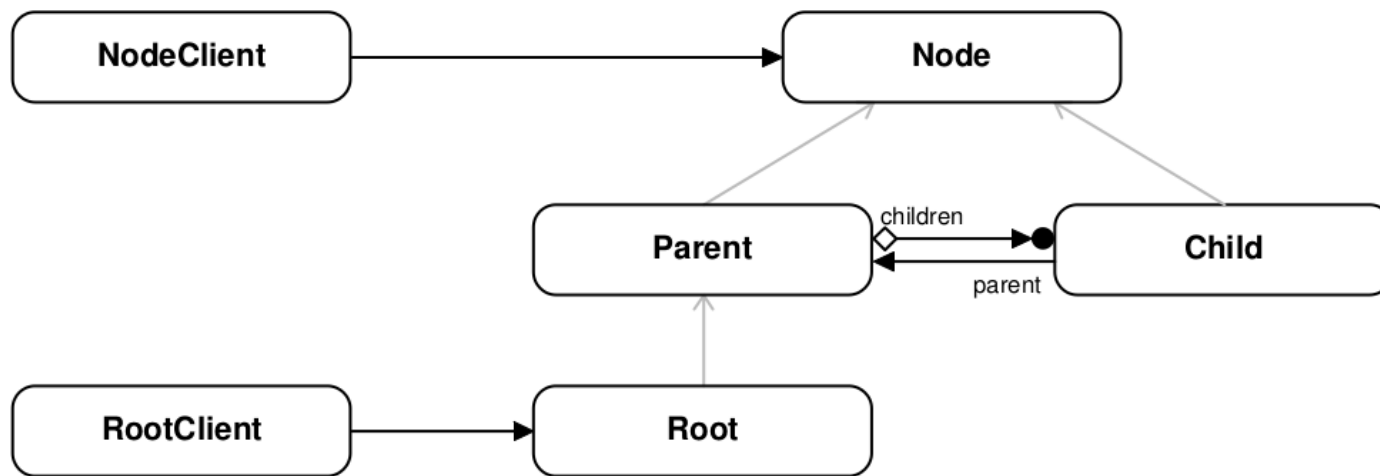 NodeClient
Node
children
Parent
Child
parent
RootClient
Root